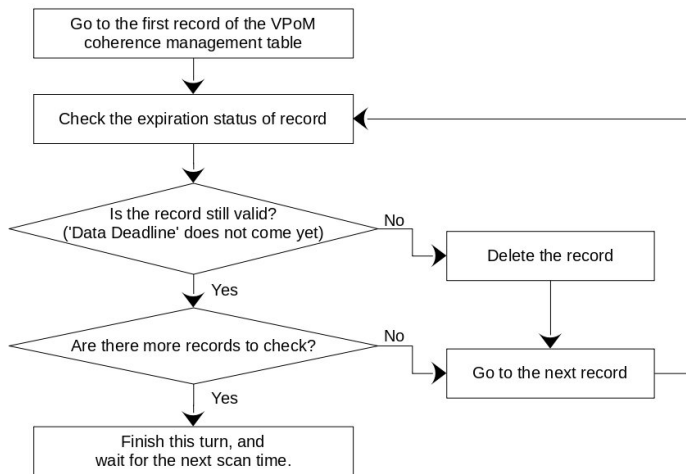 Go to the first record of the VPoM
coherence management table
Check the expiration status of record
Is the record still valid?
('Data Deadline' does not come yet)
No
Delete the record
Yes
Are there more records to check?
No
Go to the next record
Yes
Finish this turn, and
wait for the next scan time.